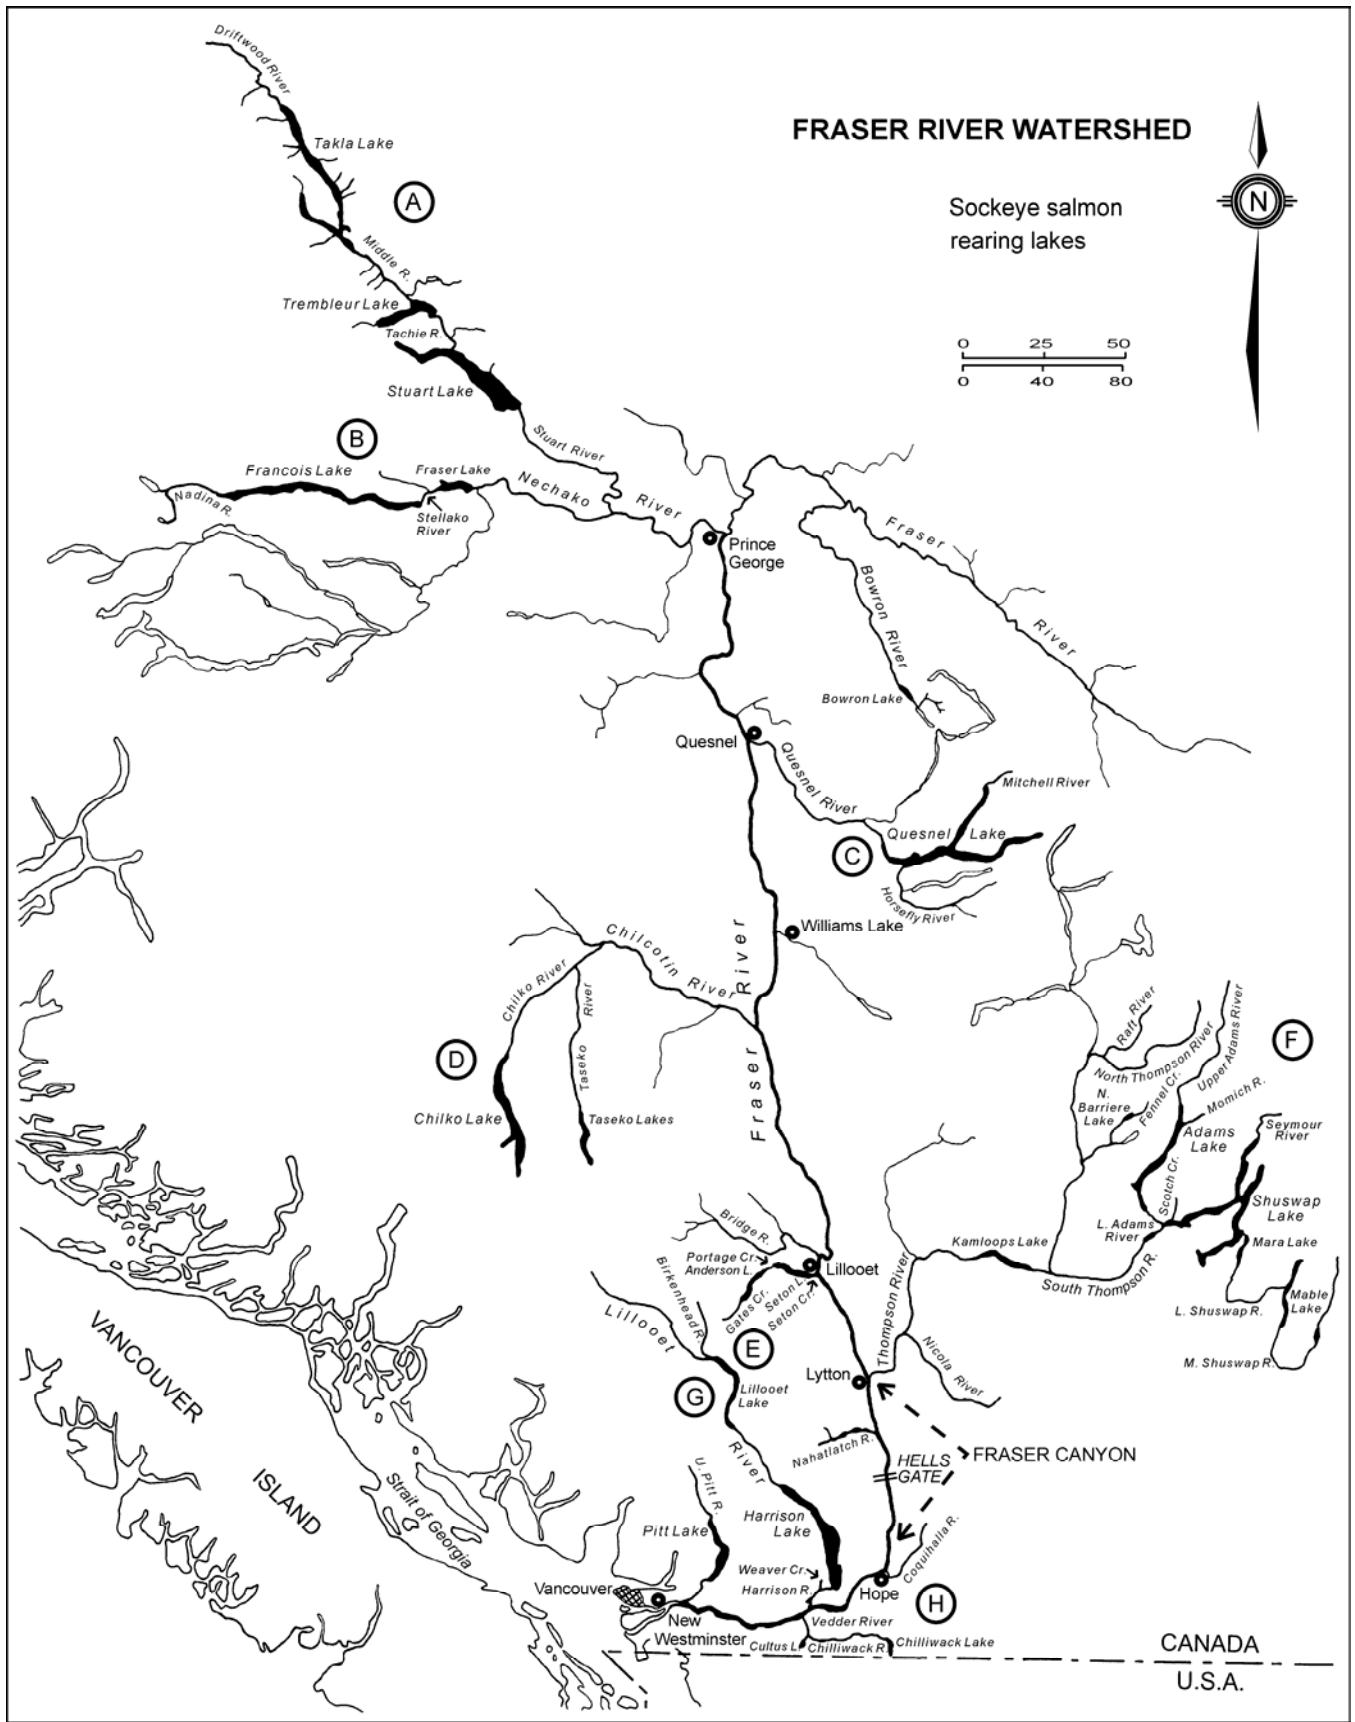 Driftwood River
FRASER RIVER WATERSHED
Takla Lake
A
N
Sockeye salmon
rearing lakes
Middle R.
Trembleur Lake
Tachie R.
0 25 50
0 40 80
Stuart Lake
B
Stuart River
Francois Lake
Fraser Lake
Nechako
River
Nadina R.
Stellako
River
Fraser
River
Prince
George
Bowron River
Bowron Lake
Quesnel
Quesnel River
Mitchell River
Quesnel Lake
C
Horsefly River
Williams Lake
Chilcotin River
River
Chilko River
Taseko River
D
Fraser
Chilko Lake
Taseko Lakes
Raft River
North Thompson River
Upper Adams River
F
N.
Barriere
Lake
Fennel Cr.
Momich R.
Adams
Lake
Seymour
River
Scotch Cr.
Shuswap
Lake
L. Adams
River
Mara Lake
Kamloops Lake
South Thompson R.
Mable
Lake
L. Shuswap R.
M. Shuswap R.
Bridge R.
Portage Cr.
Anderson L.
Lillooet
Birkenhead R.
Gates Cr.
Seton L.
Seton Cr.
Thompson River
Lillooet
E
Nicola River
VANCOUVER
Lytton
G
Lillooet
Lake
River
Nahatlatch R.
HELLS
GATE
FRASER CANYON
ISLAND
Strait of Georgia
U. Pitt R.
Pitt Lake
Harrison
Lake
Coquihalla R.
Weaver Cr.
Harrison R.
Vancouver
Hope
H
New
Westminster
Vedder River
Cultus L.
Chilliwack R.
Chilliwack Lake
CANADA
U.S.A.